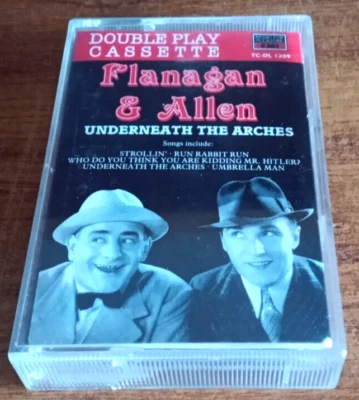 DOUBLE PLAY
CASSETTE
TC-DL 1209
Flanagan
& Allen
UNDERNEATH THE ARCHES
Songs include:
STROLLIN' · RUN RABBIT RUN
WHO DO YOU THINK YOU ARE KIDDING MR. HITLER?
UNDERNEATH THE ARCHES · UMBRELLA MAN